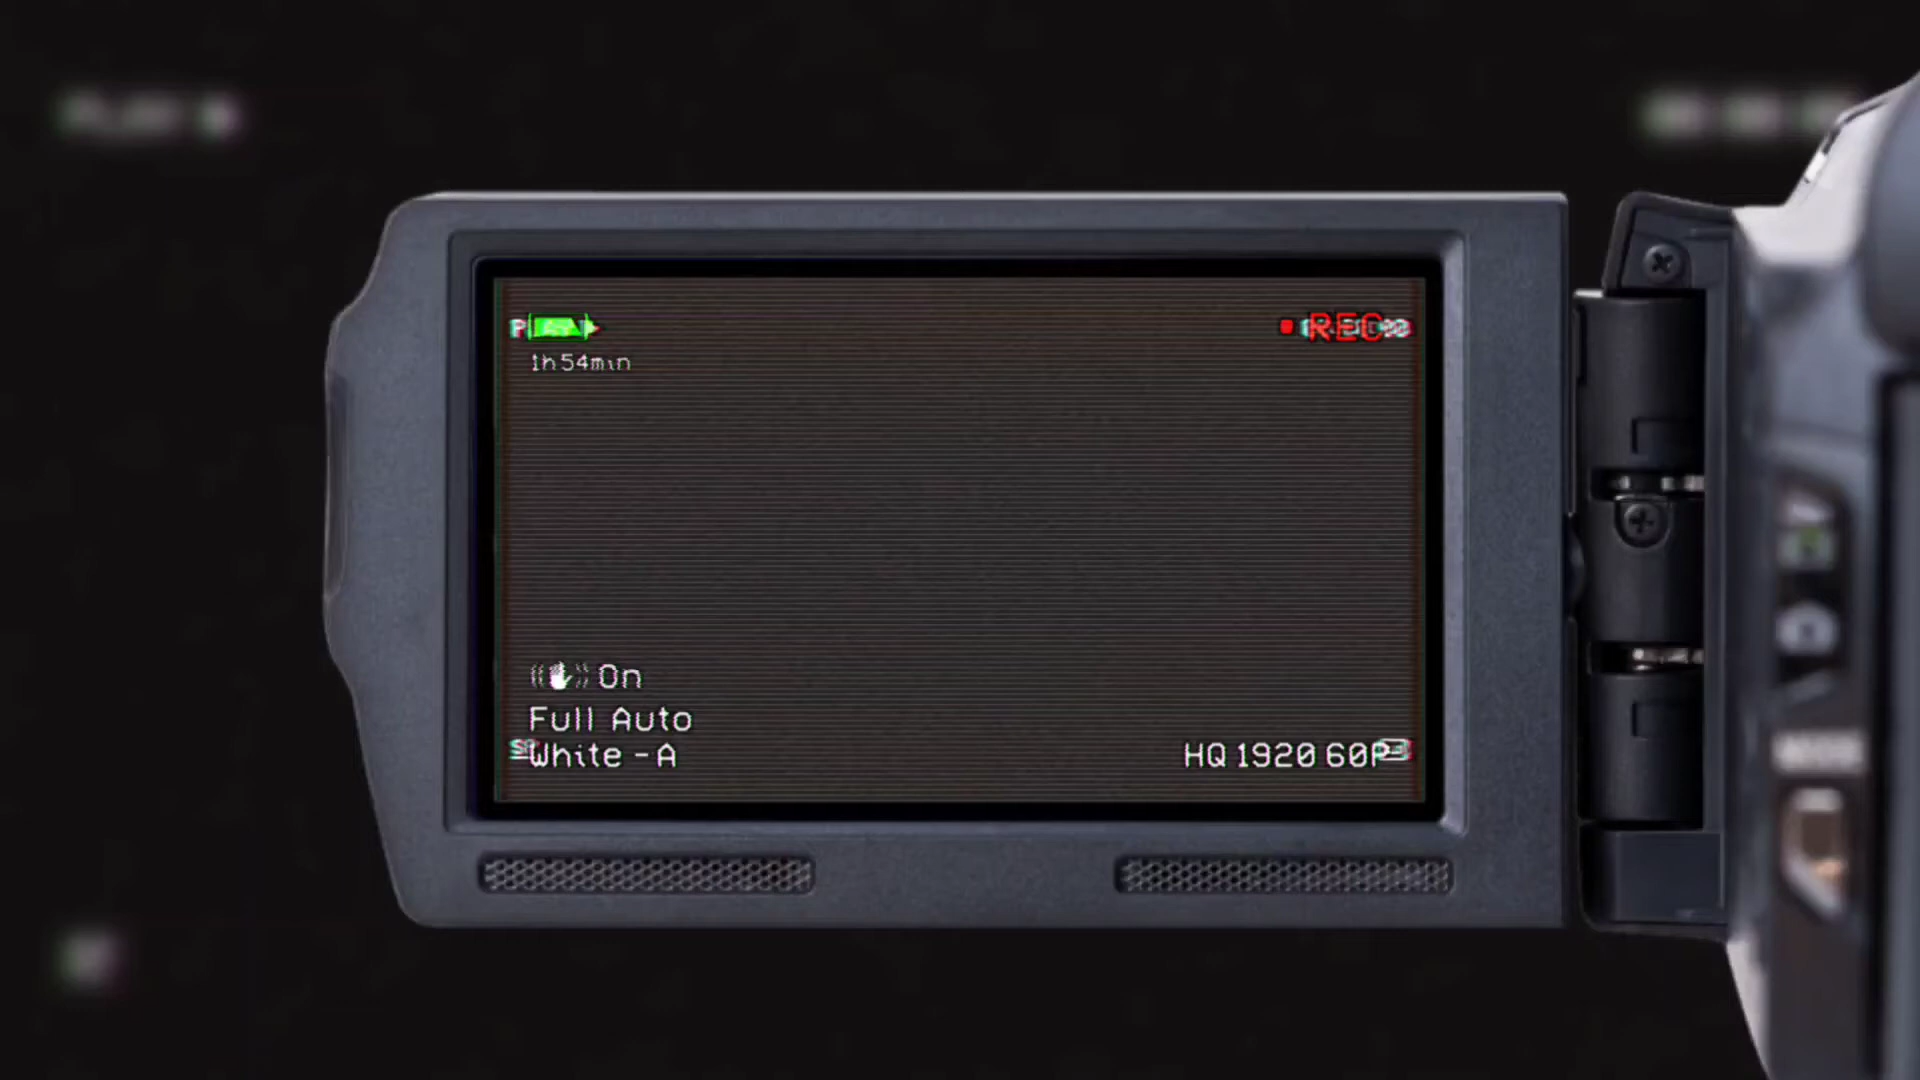 PLAY
REC
1h54min
On
Full Auto
White-A
HQ 1920 60P